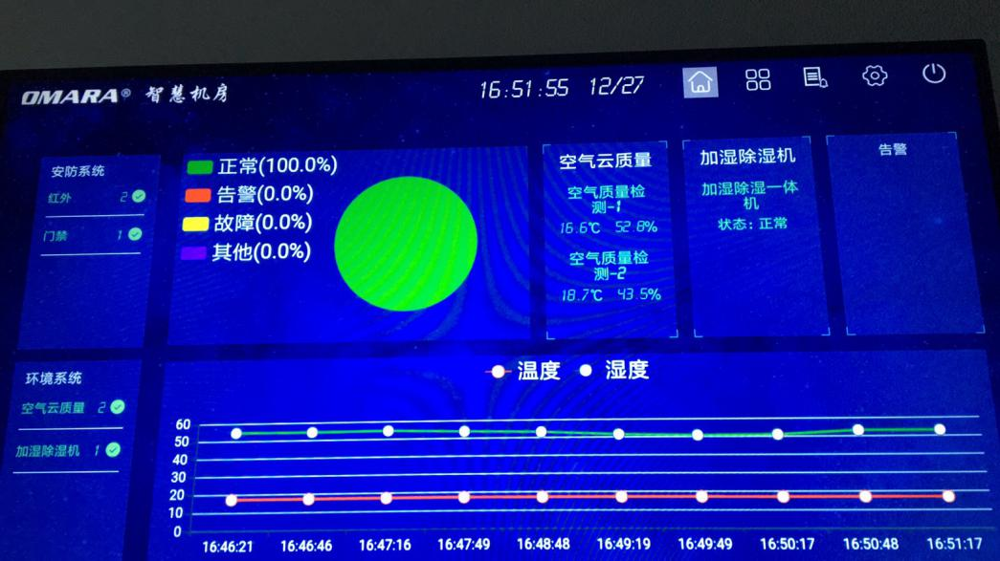 OMARA® 智慧机房
16:51:55 12/27
安防系统
红外 2
门禁 1
正常(100.0%)
告警(0.0%)
故障(0.0%)
其他(0.0%)
空气云质量
空气质量检
测-1
16.6℃ 52.8%
空气质量检
测-2
18.7℃ 43.5%
加湿除湿机
加湿除湿一体
机
状态：正常
告警
环境系统
空气云质量 2
加湿除湿机 1
温度 湿度
60
50
40
30
20
10
0
16:46:21 16:46:46 16:47:16 16:47:49 16:48:48 16:49:19 16:49:49 16:50:17 16:50:48 16:51:17